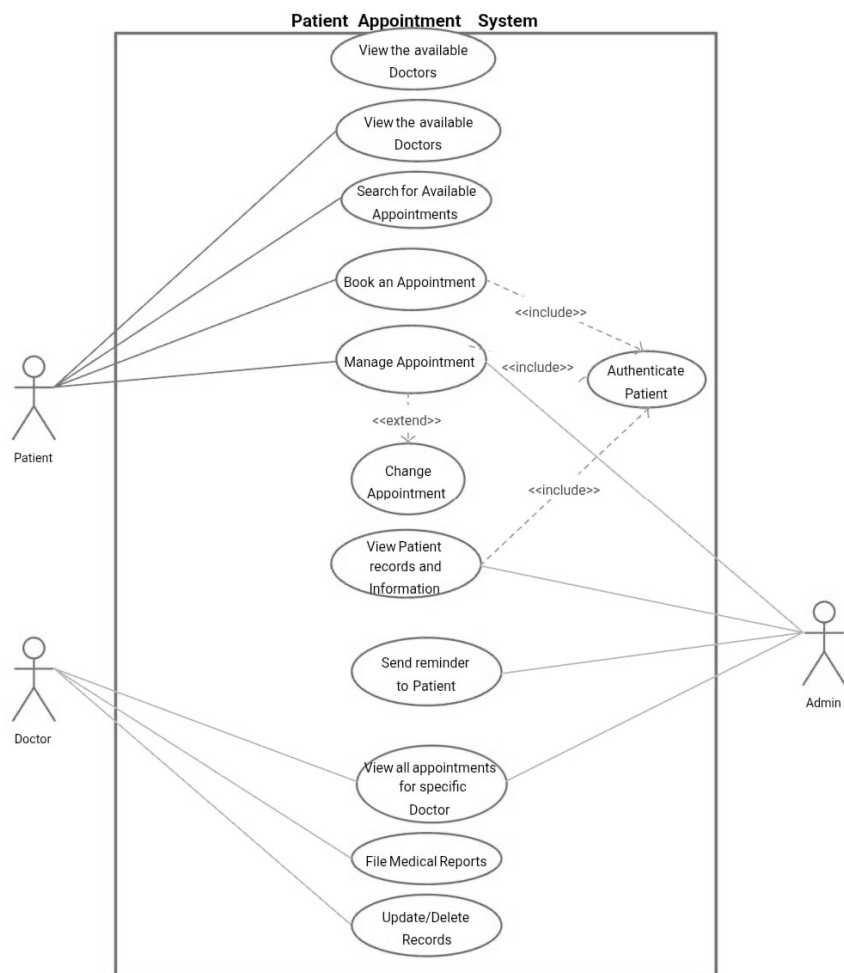 Patient Appointment System
View the available
Doctors
View the available
Doctors
Search for Available
Appointments
Book an Appointment
<<include>>
Manage Appointment
<<include>>
Authenticate
Patient
<<extend>>
Patient
Change
Appointment
<<include>>
View Patient
records and
Information
Send reminder
to Patient
Admin
Doctor
View all appointments
for specific
Doctor
File Medical Reports
Update/Delete
Records